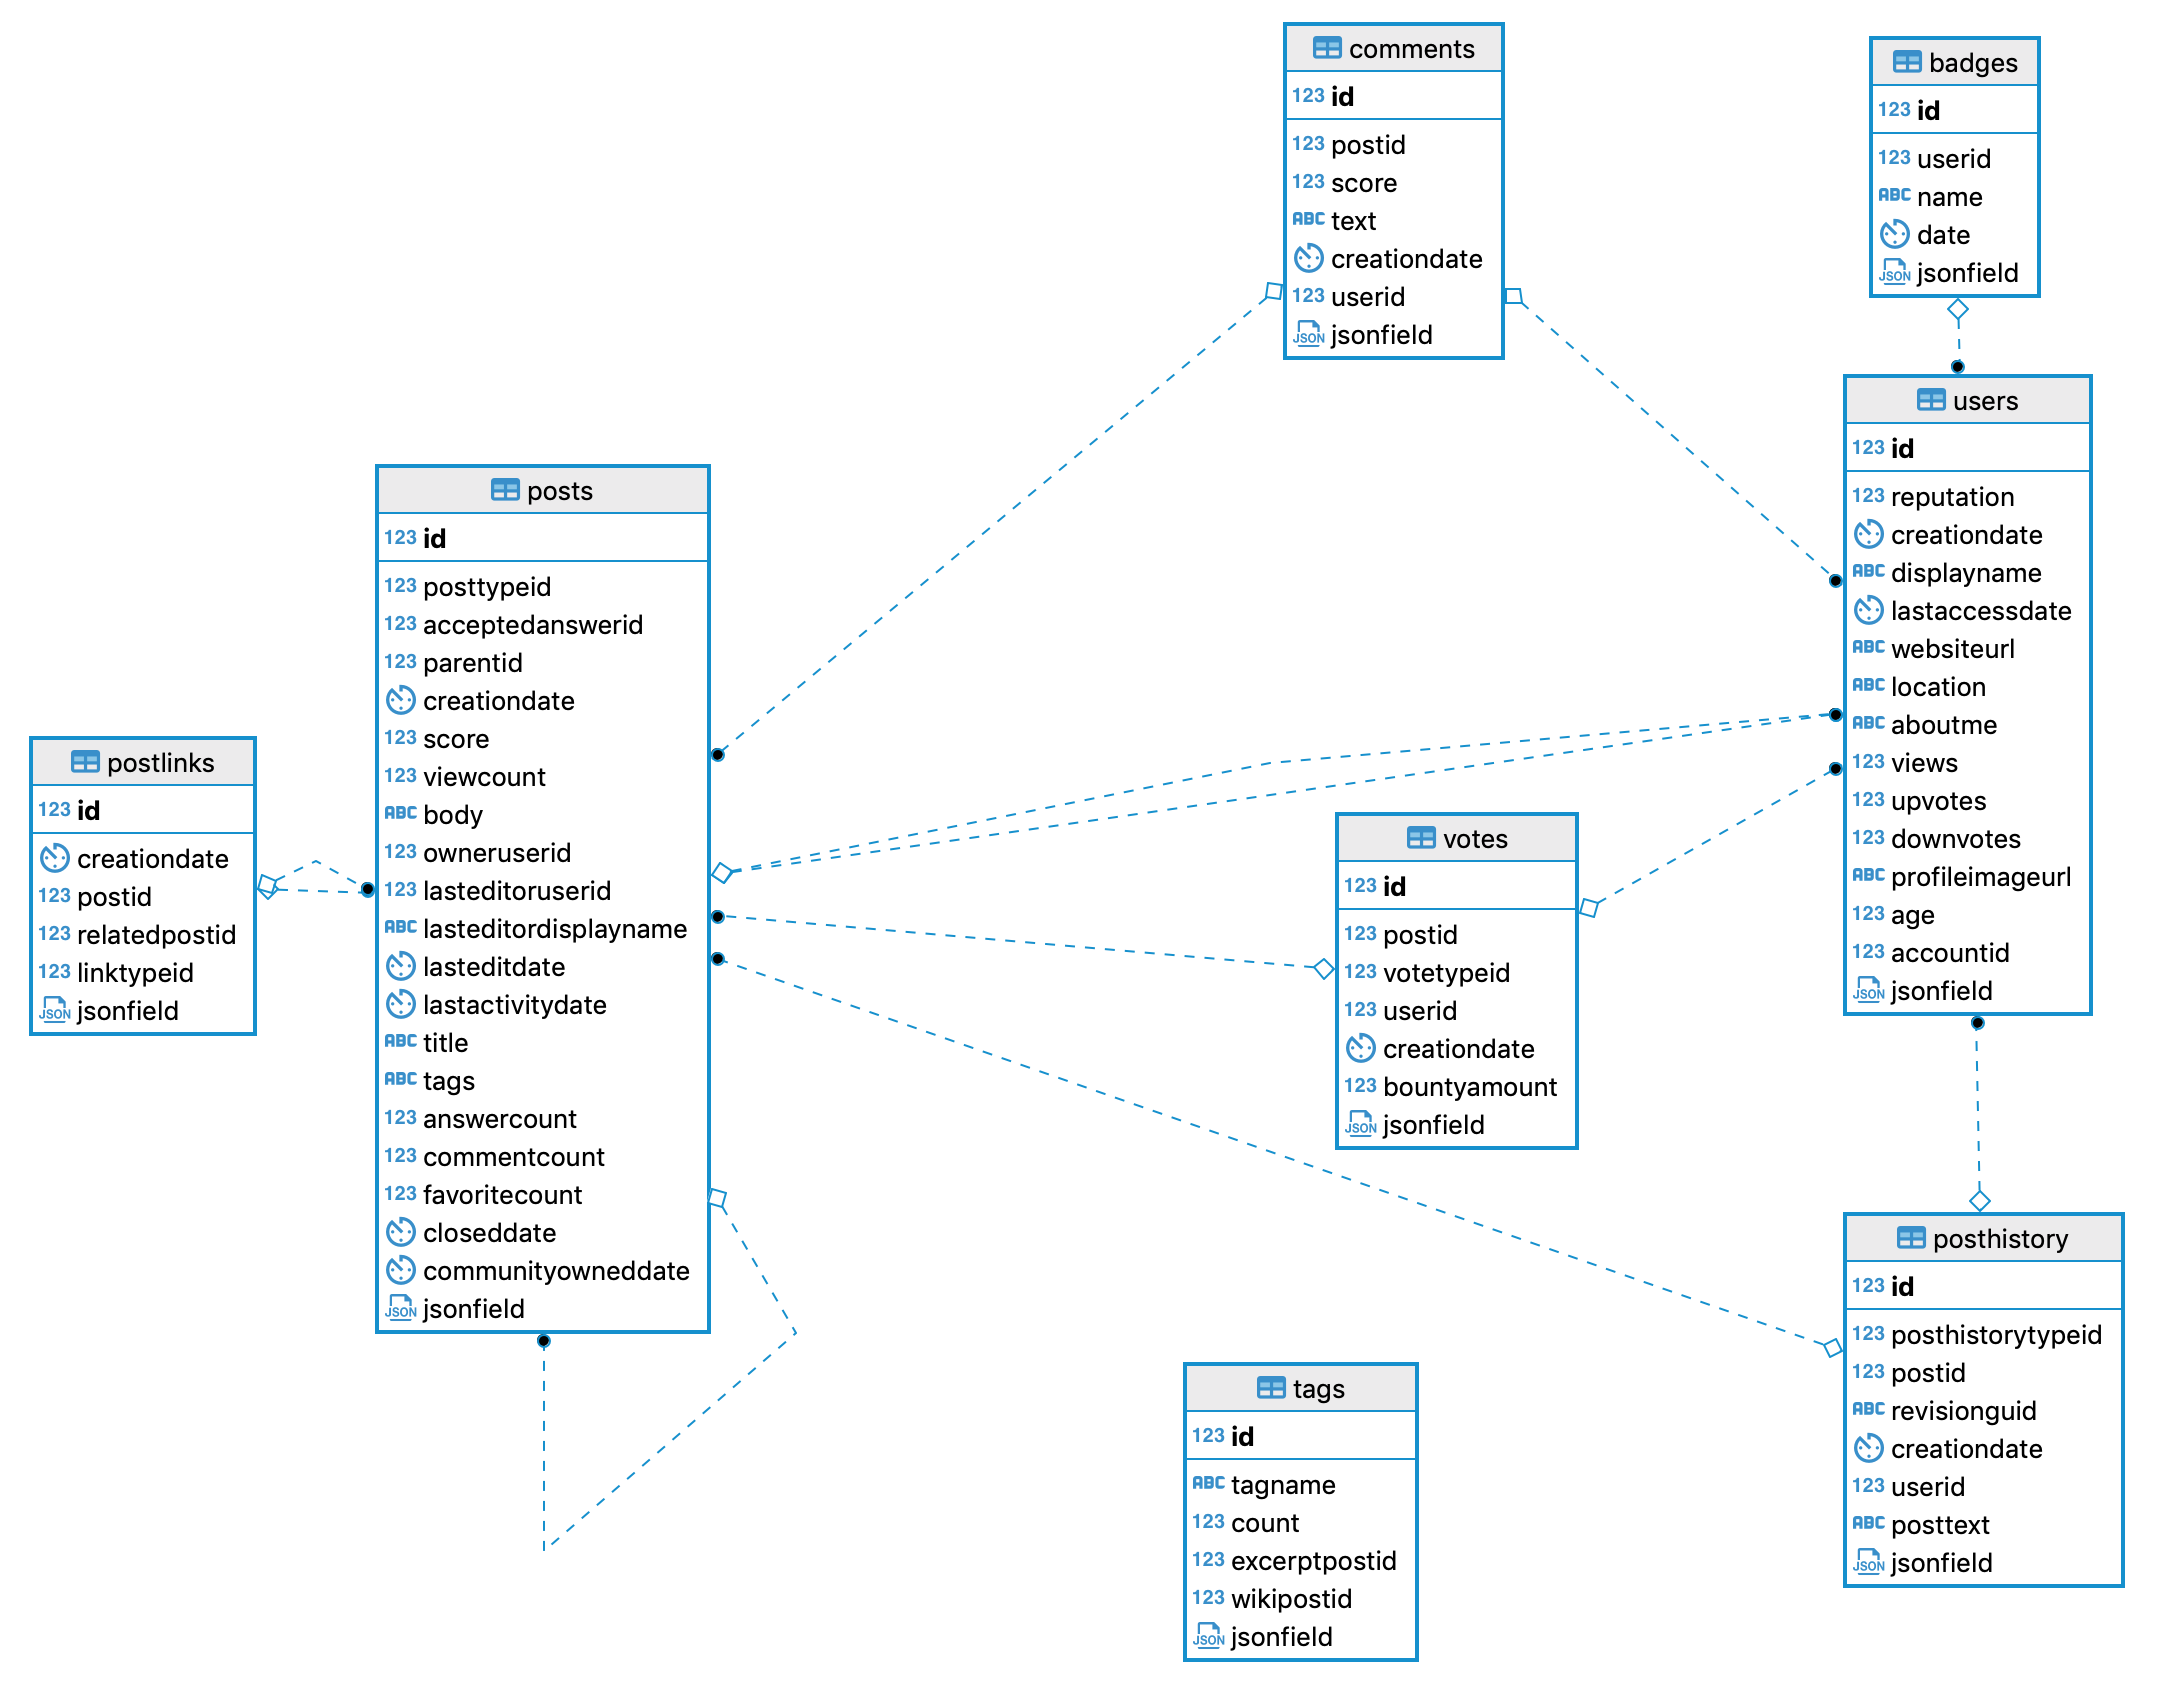 comments
123 id
123 postid
123 score
ABC text
creationdate
123 userid
JSON jsonfield
badges
123 id
123 userid
ABC name
date
JSON jsonfield
users
123 id
123 reputation
creationdate
ABC displayname
lastaccessdate
ABC websiteurl
ABC location
ABC aboutme
123 views
123 upvotes
123 downvotes
ABC profileimageurl
123 age
123 accountid
JSON jsonfield
posts
123 id
123 posttypeid
123 acceptedanswerid
123 parentid
creationdate
123 score
123 viewcount
ABC body
123 owneruserid
123 lasteditoruserid
ABC lasteditordisplayname
lasteditdate
lastactivitydate
ABC title
ABC tags
123 answercount
123 commentcount
123 favoritecount
closeddate
communityowneddate
JSON jsonfield
postlinks
123 id
creationdate
123 postid
123 relatedpostid
123 linktypeid
JSON jsonfield
votes
123 id
123 postid
123 votetypeid
123 userid
creationdate
123 bountyamount
JSON jsonfield
posthistory
123 id
123 posthistorytypeid
123 postid
ABC revisionguid
creationdate
123 userid
ABC posttext
JSON jsonfield
tags
123 id
ABC tagname
123 count
123 excerptpostid
123 wikipostid
JSON jsonfield